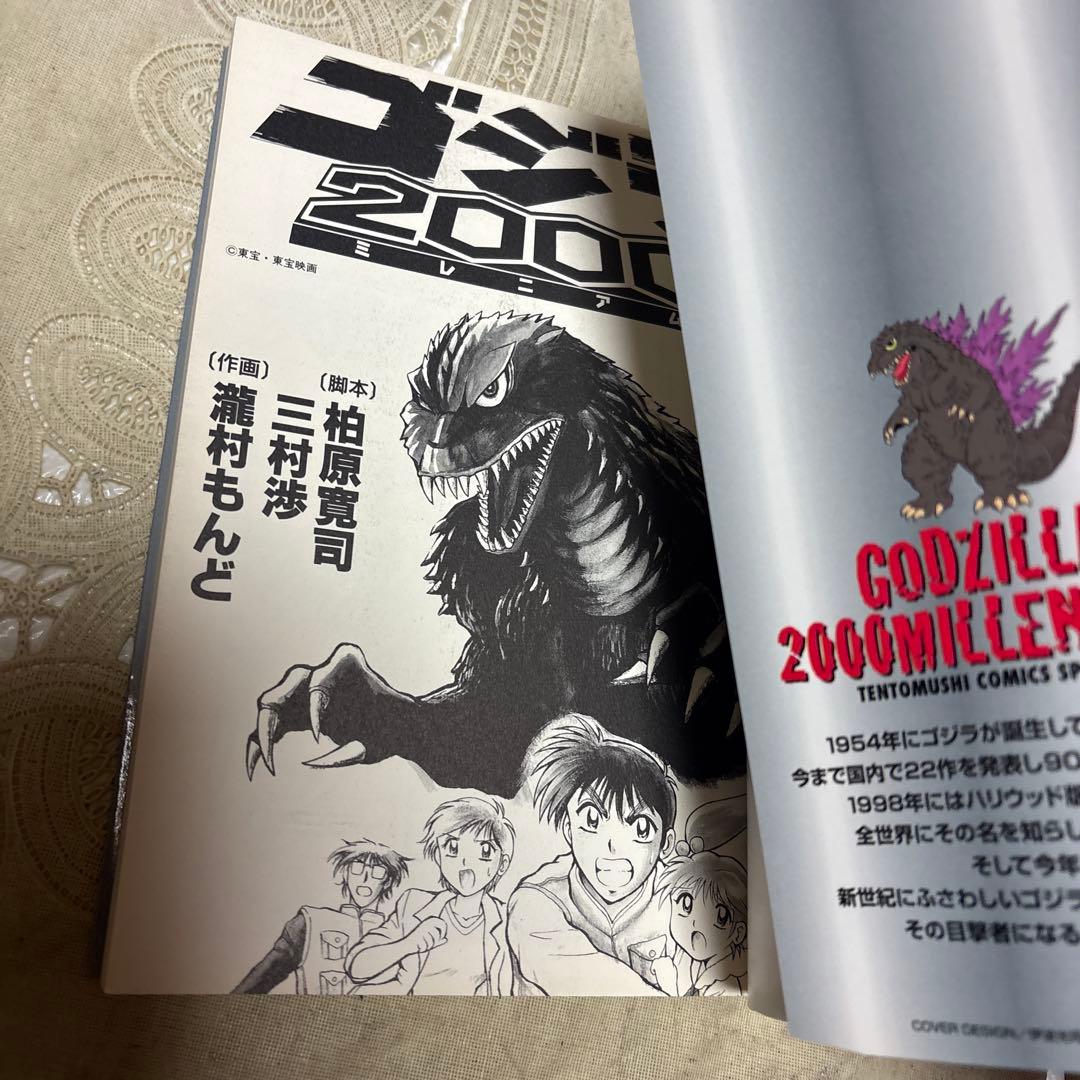 ゴジラ
2000
ミレニアム
©東宝・東宝映画
〔脚本〕
柏原寛司
三村渉
〔作画〕
瀧村もんど
GODZILLA
2000MILLEN
TENTOMUSHI COMICS SP
1954年にゴジラが誕生して
今まで国内で22作を発表し90
1998年にはハリウッド版
全世界にその名を知らし
そして今年
新世紀にふさわしいゴジラ
その目撃者になる
COVER DESIGN／